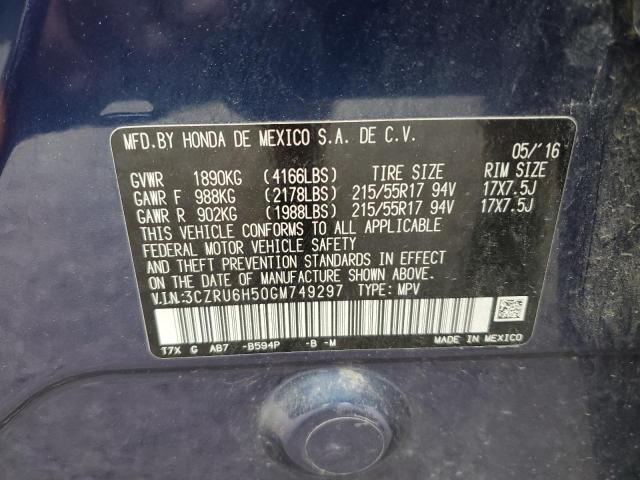 MFD.BY HONDA DE MEXICO S.A. DE C.V.
05/'16
GVWR 1890KG (4166LBS) TIRE SIZE RIM SIZE
GAWR F 988KG (2178LBS) 215/55R17 94V 17X7.5J
GAWR R 902KG (1988LBS) 215/55R17 94V 17X7.5J
THIS VEHICLE CONFORMS TO ALL APPLICABLE
FEDERAL MOTOR VEHICLE SAFETY
AND THEFT PREVENTION STANDARDS IN EFFECT
ON THE DATE OF MANUFACTURE SHOWN ABOVE.
V.I.N:3CZRU6H50GM749297 TYPE: MPV
T7X G AB7 -B594P -B -M MADE IN MEXICO